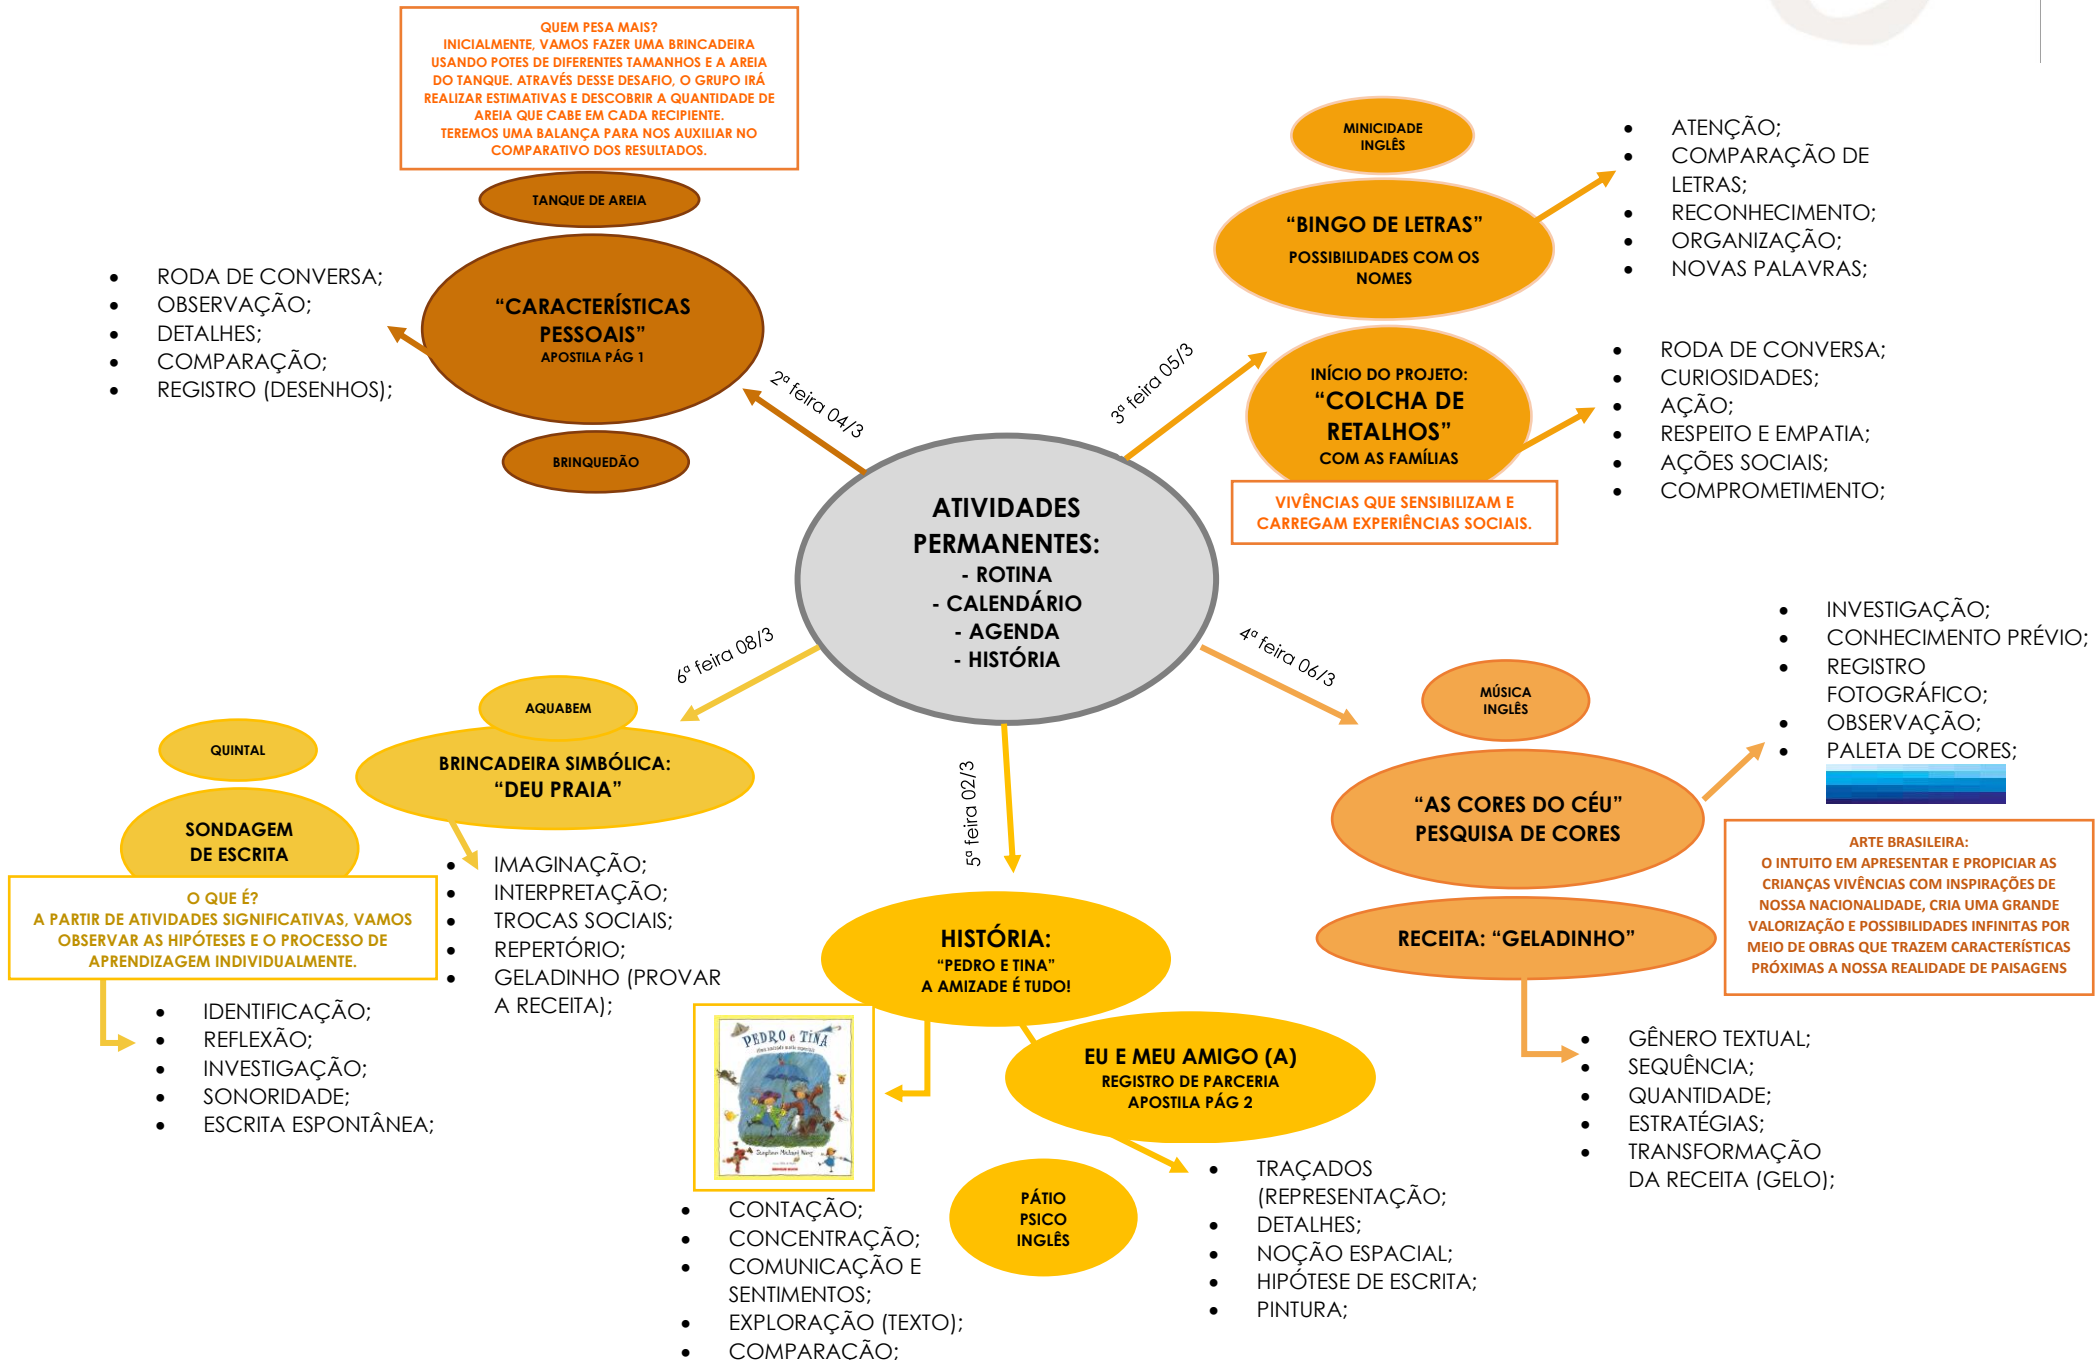 QUEM PESA MAIS?
INICIALMENTE, VAMOS FAZER UMA BRINCADEIRA
USANDO POTES DE DIFERENTES TAMANHOS E A AREIA
DO TANQUE. ATRAVÉS DESSE DESAFIO, O GRUPO IRÁ
REALIZAR ESTIMATIVAS E DESCOBRIR A QUANTIDADE DE
AREIA QUE CABE EM CADA RECIPIENTE.
TEREMOS UMA BALANÇA PARA NOS AUXILIAR NO
COMPARATIVO DOS RESULTADOS.
TANQUE DE AREIA
“CARACTERÍSTICAS
PESSOAIS”
APOSTILA PÁG 1
BRINQUEDÃO
• RODA DE CONVERSA;
• OBSERVAÇÃO;
• DETALHES;
• COMPARAÇÃO;
• REGISTRO (DESENHOS);
2ª feira 04/3
MINICIDADE
INGLÊS
“BINGO DE LETRAS”
POSSIBILIDADES COM OS
NOMES
• ATENÇÃO;
• COMPARAÇÃO DE
LETRAS;
• RECONHECIMENTO;
• ORGANIZAÇÃO;
• NOVAS PALAVRAS;
3ª feira 05/3
INÍCIO DO PROJETO:
“COLCHA DE
RETALHOS”
COM AS FAMÍLIAS
VIVÊNCIAS QUE SENSIBILIZAM E
CARREGAM EXPERIÊNCIAS SOCIAIS.
• RODA DE CONVERSA;
• CURIOSIDADES;
• AÇÃO;
• RESPEITO E EMPATIA;
• AÇÕES SOCIAIS;
• COMPROMETIMENTO;
ATIVIDADES
PERMANENTES:
- ROTINA
- CALENDÁRIO
- AGENDA
- HISTÓRIA
4ª feira 06/3
MÚSICA
INGLÊS
“AS CORES DO CÉU”
PESQUISA DE CORES
• INVESTIGAÇÃO;
• CONHECIMENTO PRÉVIO;
• REGISTRO
FOTOGRÁFICO;
• OBSERVAÇÃO;
• PALETA DE CORES;
ARTE BRASILEIRA:
O INTUITO EM APRESENTAR E PROPICIAR AS
CRIANÇAS VIVÊNCIAS COM INSPIRAÇÕES DE
NOSSA NACIONALIDADE, CRIA UMA GRANDE
VALORIZAÇÃO E POSSIBILIDADES INFINITAS POR
MEIO DE OBRAS QUE TRAZEM CARACTERÍSTICAS
PRÓXIMAS A NOSSA REALIDADE DE PAISAGENS
RECEITA: “GELADINHO”
• GÊNERO TEXTUAL;
• SEQUÊNCIA;
• QUANTIDADE;
• ESTRATÉGIAS;
• TRANSFORMAÇÃO
DA RECEITA (GELO);
5ª feira 02/3
HISTÓRIA:
“PEDRO E TINA”
A AMIZADE É TUDO!
PEDRO e TINA
Stephen Michael King
• CONTAÇÃO;
• CONCENTRAÇÃO;
• COMUNICAÇÃO E
SENTIMENTOS;
• EXPLORAÇÃO (TEXTO);
• COMPARAÇÃO;
EU E MEU AMIGO (A)
REGISTRO DE PARCERIA
APOSTILA PÁG 2
PÁTIO
PSICO
INGLÊS
• TRAÇADOS
(REPRESENTAÇÃO;
• DETALHES;
• NOÇÃO ESPACIAL;
• HIPÓTESE DE ESCRITA;
• PINTURA;
6ª feira 08/3
AQUABEM
BRINCADEIRA SIMBÓLICA:
“DEU PRAIA”
• IMAGINAÇÃO;
• INTERPRETAÇÃO;
• TROCAS SOCIAIS;
• REPERTÓRIO;
• GELADINHO (PROVAR
A RECEITA);
QUINTAL
SONDAGEM
DE ESCRITA
O QUE É?
A PARTIR DE ATIVIDADES SIGNIFICATIVAS, VAMOS
OBSERVAR AS HIPÓTESES E O PROCESSO DE
APRENDIZAGEM INDIVIDUALMENTE.
• IDENTIFICAÇÃO;
• REFLEXÃO;
• INVESTIGAÇÃO;
• SONORIDADE;
• ESCRITA ESPONTÂNEA;